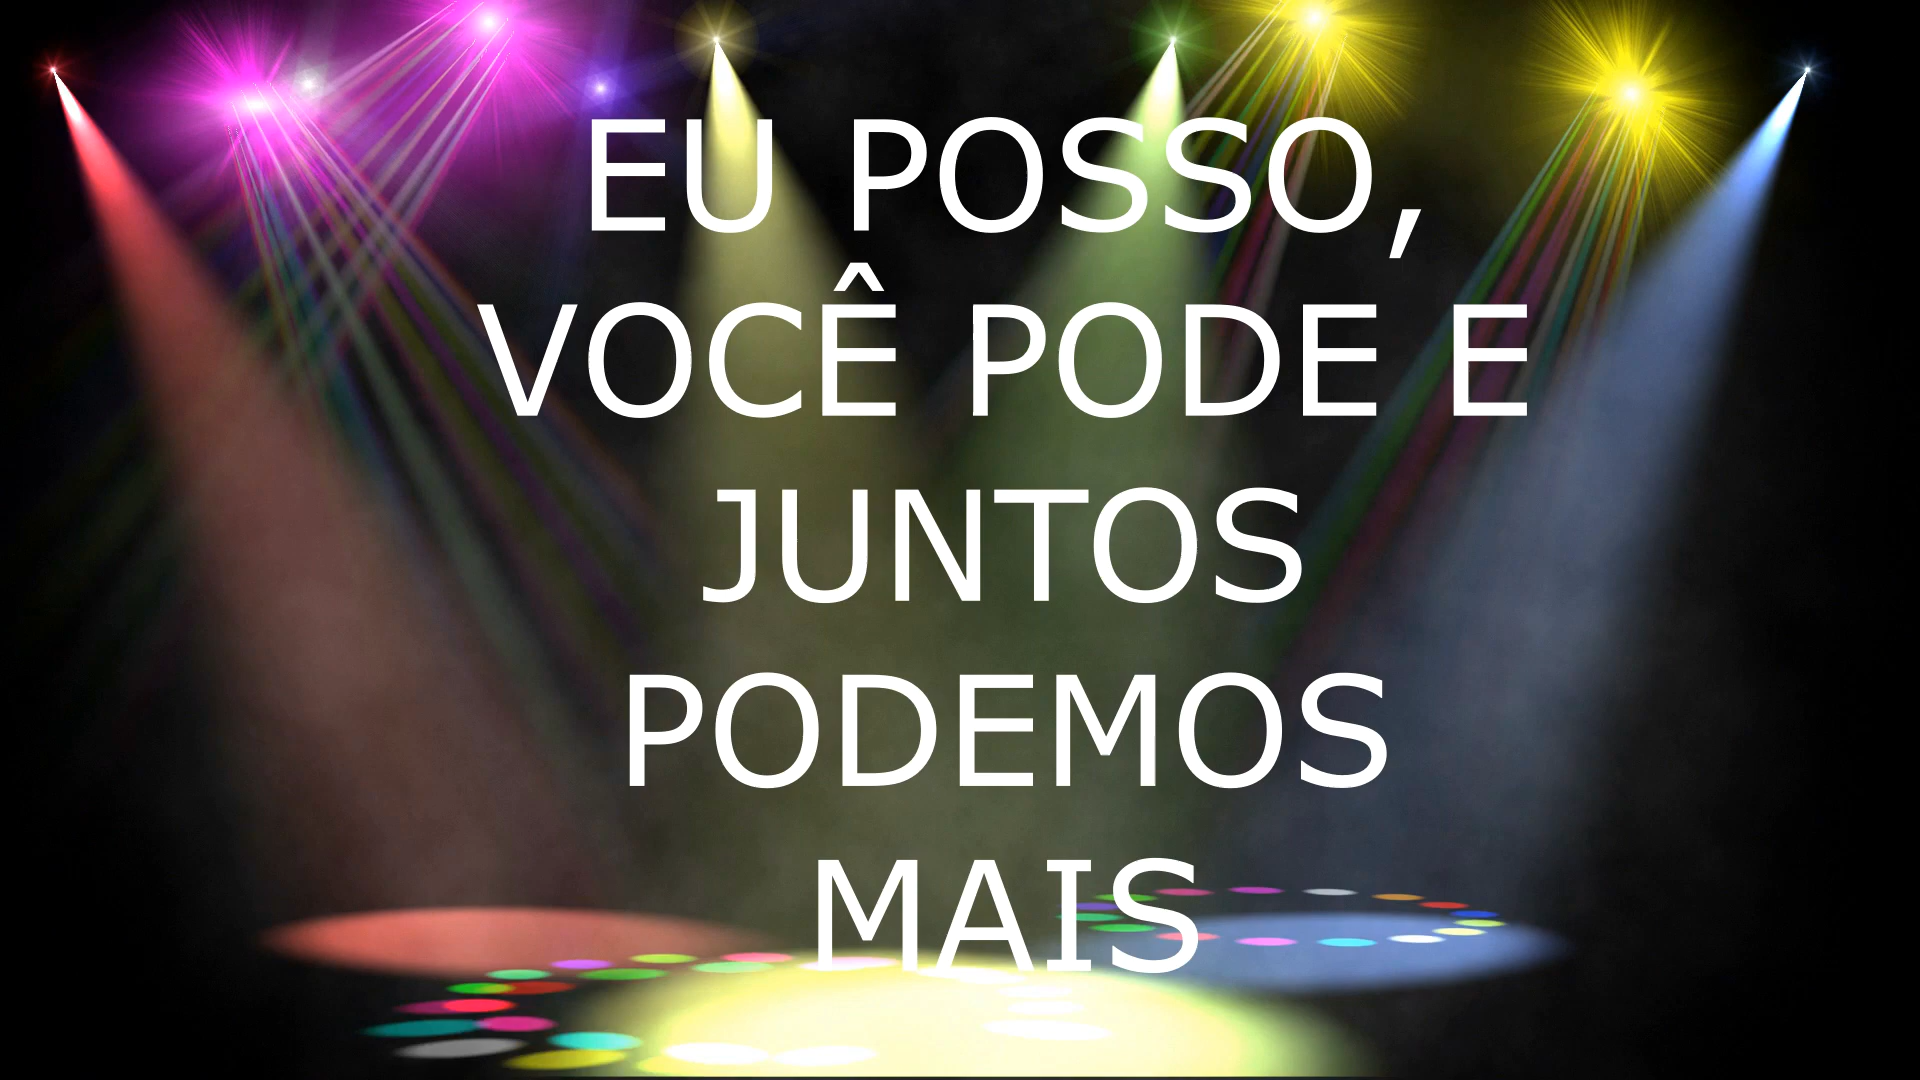 EU POSSO,
VOCÊ PODE E
JUNTOS
PODEMOS
MAIS